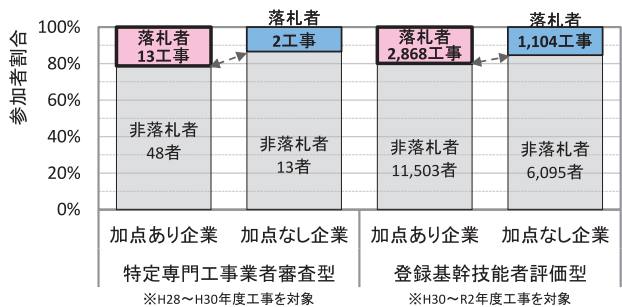 参加者割合
100%
80%
60%
40%
20%
0%
落札者
13工事
非落札者
48者
落札者
2工事
非落札者
13者
落札者
2,868工事
非落札者
11,503者
落札者
1,104工事
非落札者
6,095者
加点あり企業
加点なし企業
加点あり企業
加点なし企業
特定専門工事業者審査型
登録基幹技能者評価型
※H28～H30年度工事を対象
※H30～R2年度工事を対象